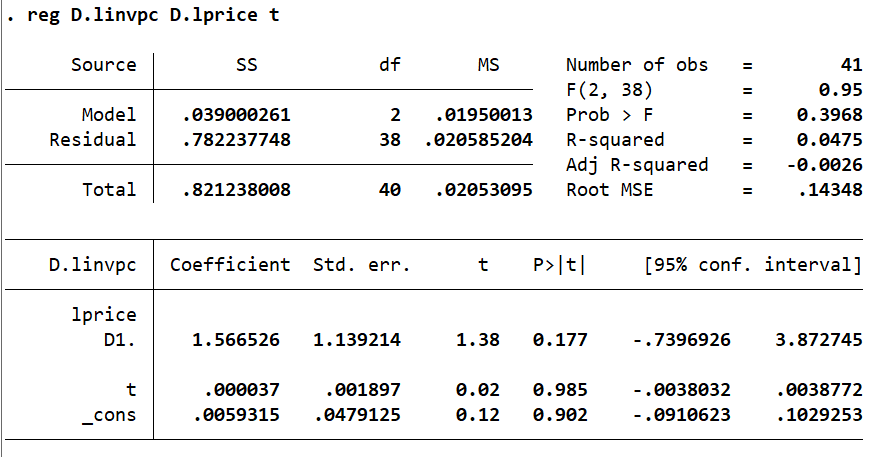 . reg D.linvpc D.lprice t
Source SS df MS Number of obs = 41
F(2, 38) = 0.95
Model .039000261 2 .01950013 Prob > F = 0.3968
Residual .782237748 38 .020585204 R-squared = 0.0475
Adj R-squared = -0.0026
Total .821238008 40 .02053095 Root MSE = .14348
D.linvpc Coefficient Std. err. t P>|t| [95% conf. interval]
lprice
D1. 1.566526 1.139214 1.38 0.177 -.7396926 3.872745
t .000037 .001897 0.02 0.985 -.0038032 .0038772
_cons .0059315 .0479125 0.12 0.902 -.0910623 .1029253